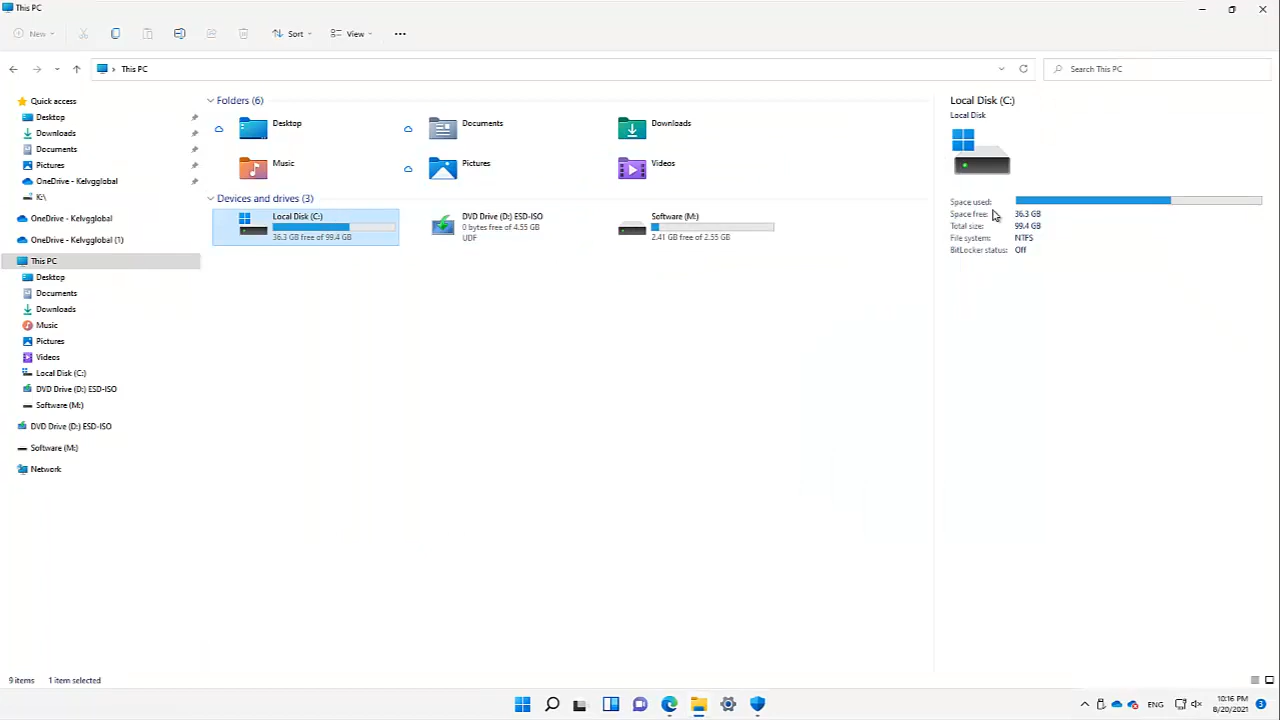 This PC
New
Sort
View
This PC
Search This PC
Quick access
Desktop
Downloads
Documents
Pictures
OneDrive - Kelvgglobal
K:\
OneDrive - Kelvgglobal
OneDrive - Kelvgglobal (1)
This PC
Desktop
Documents
Downloads
Music
Pictures
Videos
Local Disk (C:)
DVD Drive (D:) ESD-ISO
Software (M:)
DVD Drive (D:) ESD-ISO
Software (M:)
Network
Folders (6)
Desktop
Documents
Downloads
Music
Pictures
Videos
Devices and drives (3)
Local Disk (C:)
36.3 GB free of 99.4 GB
DVD Drive (D:) ESD-ISO
0 bytes free of 4.55 GB
UDF
Software (M:)
2.41 GB free of 2.55 GB
Local Disk (C:)
Local Disk
Space used:
Space free: 36.3 GB
Total size: 99.4 GB
File system: NTFS
BitLocker status: Off
9 items 1 item selected
ENG
10:16 PM
8/20/2021
3